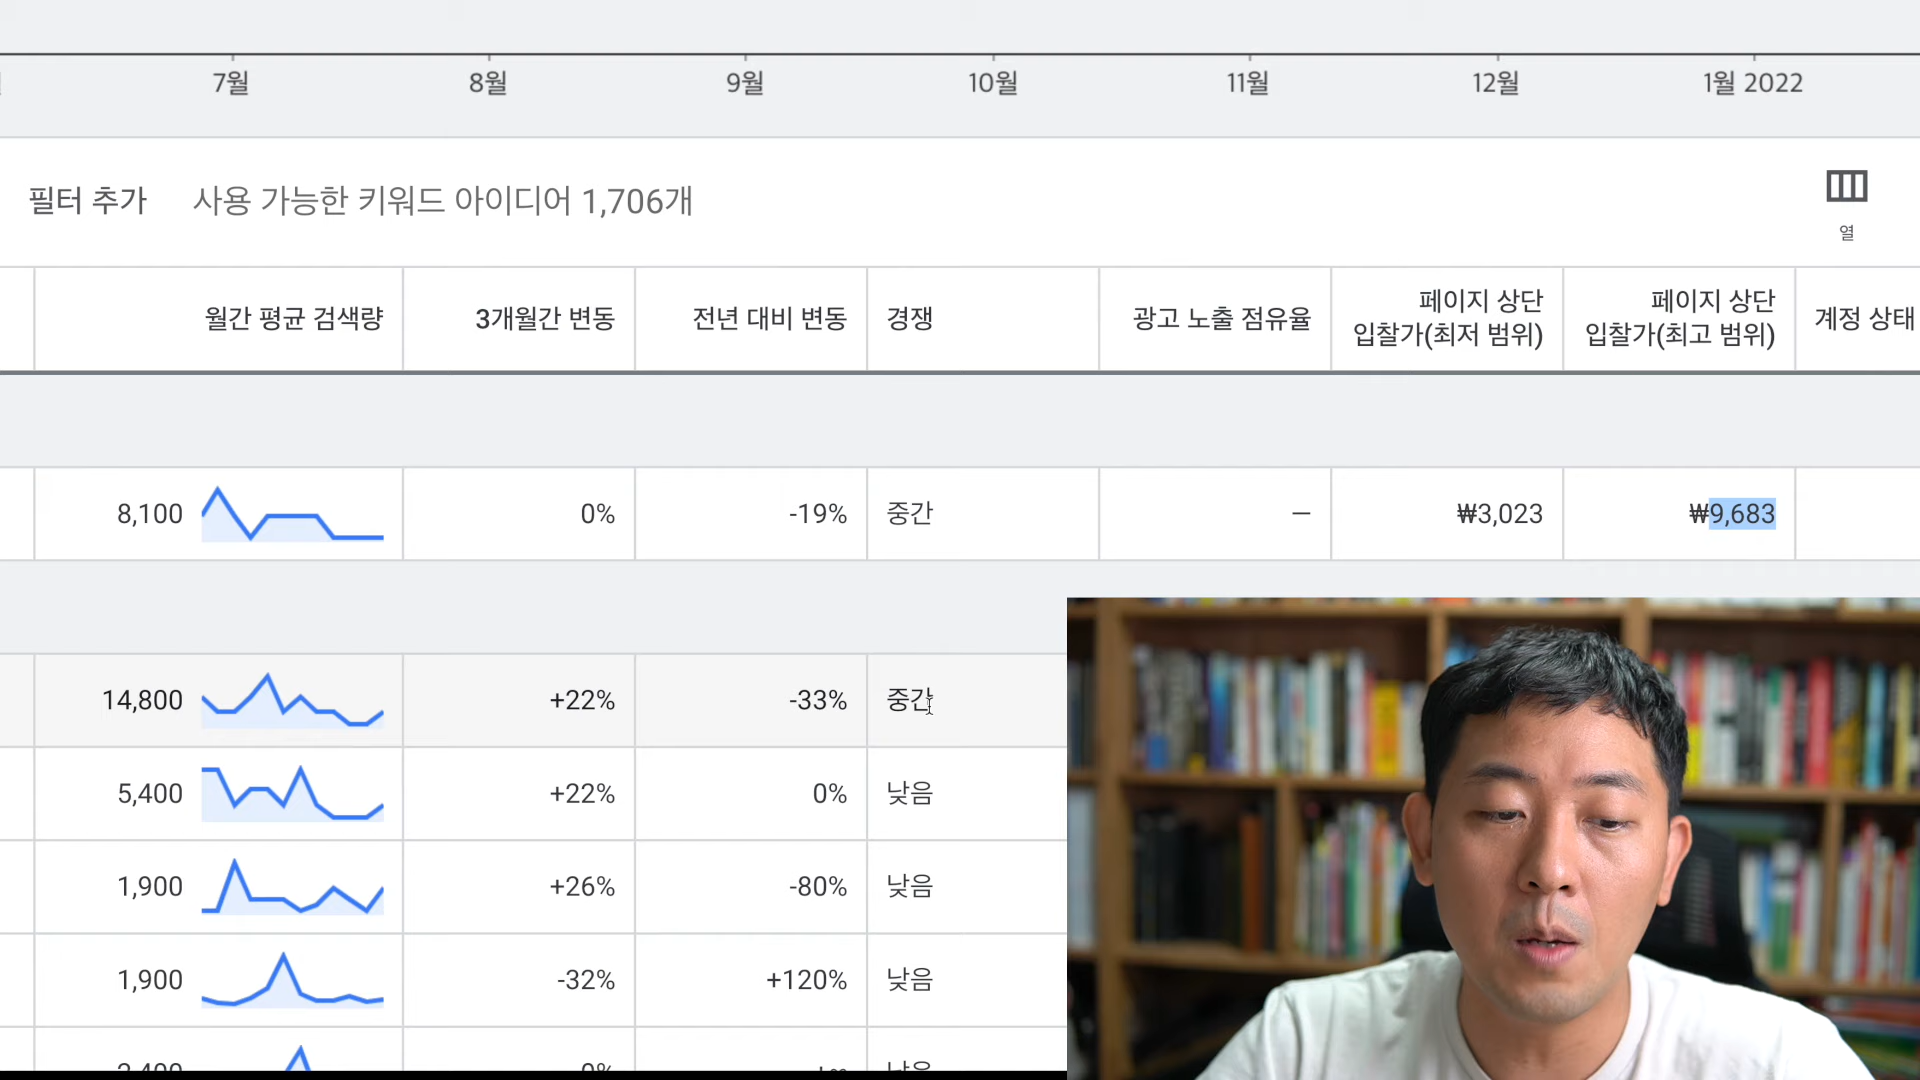 7월 8월 9월 10월 11월 12월 1월 2022
필터 추가 사용 가능한 키워드 아이디어 1,706개
열
월간 평균 검색량 3개월간 변동 전년 대비 변동 경쟁 광고 노출 점유율 페이지 상단 입찰가(최저 범위) 페이지 상단 입찰가(최고 범위) 계정 상태
8,100 0% -19% 중간 – ₩3,023 ₩9,683
14,800 +22% -33% 중간
5,400 +22% 0% 낮음
1,900 +26% -80% 낮음
1,900 -32% +120% 낮음
0% 낮음